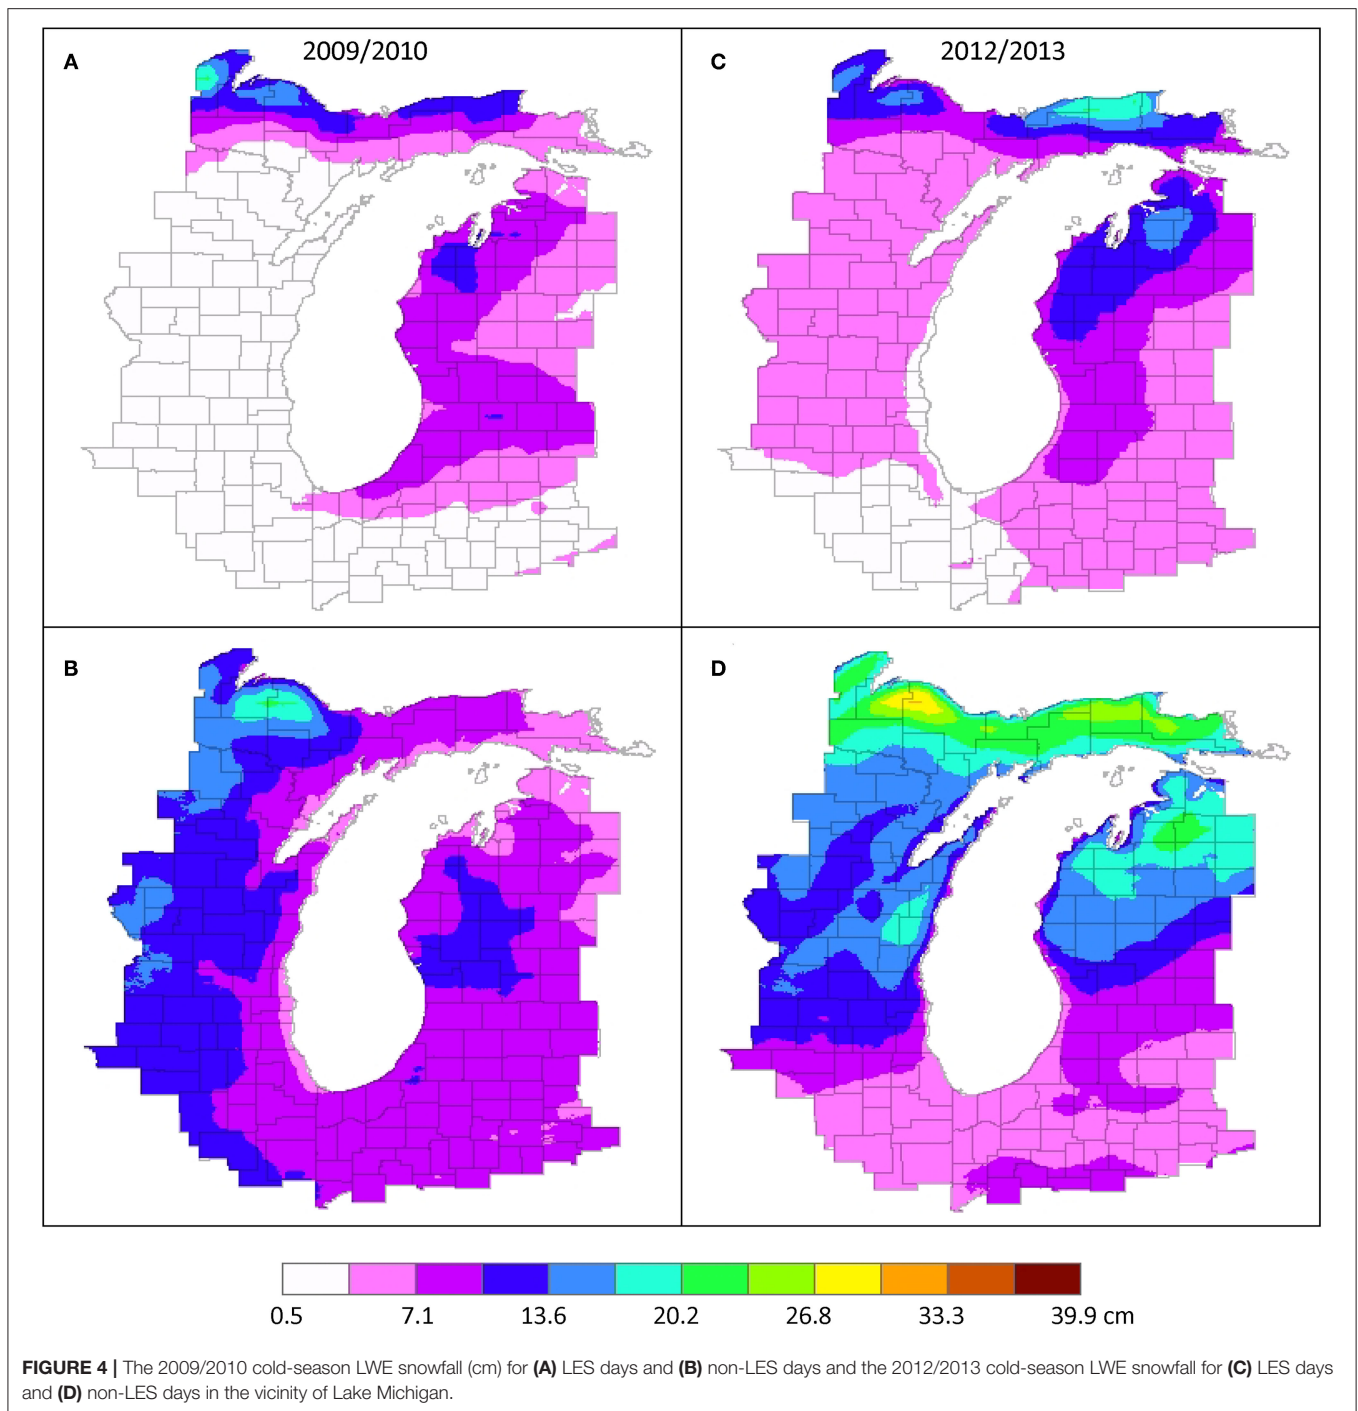 A 2009/2010
C 2012/2013
B
D
0.5 7.1 13.6 20.2 26.8 33.3 39.9 cm
FIGURE 4 | The 2009/2010 cold-season LWE snowfall (cm) for (A) LES days and (B) non-LES days and the 2012/2013 cold-season LWE snowfall for (C) LES days
and (D) non-LES days in the vicinity of Lake Michigan.